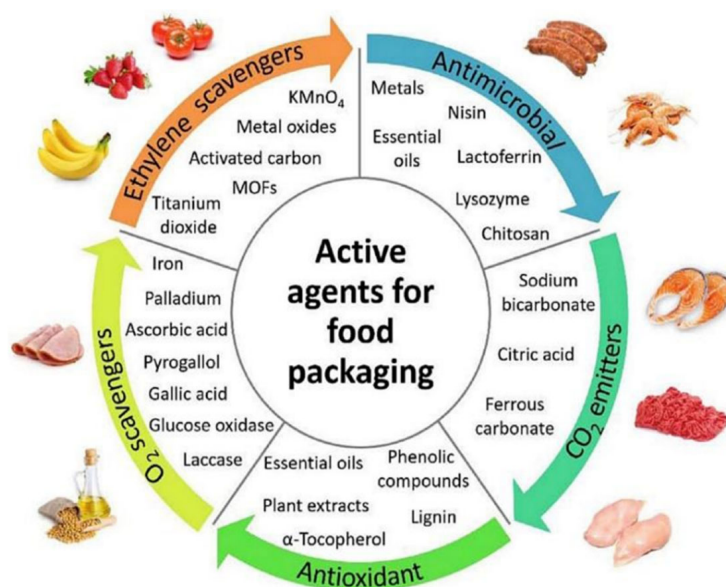 Active
agents for
food
packaging
Antimicrobial
Metals
Nisin
Essential
oils
Lactoferrin
Lysozyme
Chitosan
CO₂ emitters
Sodium
bicarbonate
Citric acid
Ferrous
carbonate
Antioxidant
Essential oils
Phenolic
compounds
Plant extracts
Lignin
α-Tocopherol
O₂ scavengers
Iron
Palladium
Ascorbic acid
Pyrogallol
Gallic acid
Glucose oxidase
Laccase
Ethylene scavengers
KMnO₄
Metal oxides
Activated carbon
MOFs
Titanium
dioxide